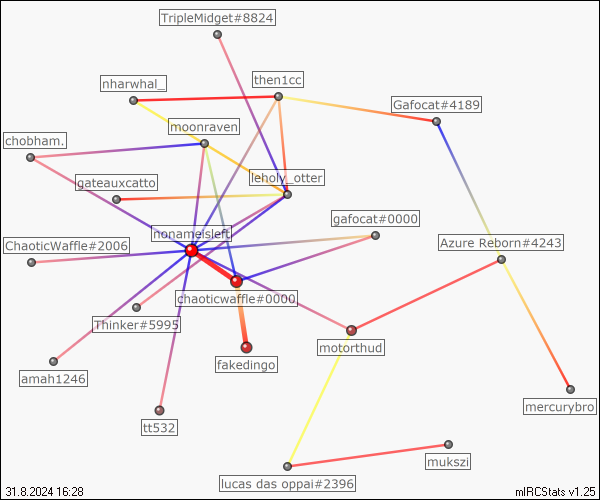 TripleMidget#8824
nharwhal_
then1cc
Gafocat#4189
moonraven
chobham.
leholy_otter
gateauxcatto
gafocat#0000
nonameisleft
Azure Reborn#4243
ChaoticWaffle#2006
chaoticwaffle#0000
Thinker#5995
motorthud
fakedingo
amah1246
mercurybro
tt532
mukszi
lucas das oppai#2396
31.8.2024 16:28
mIRCStats v1.25